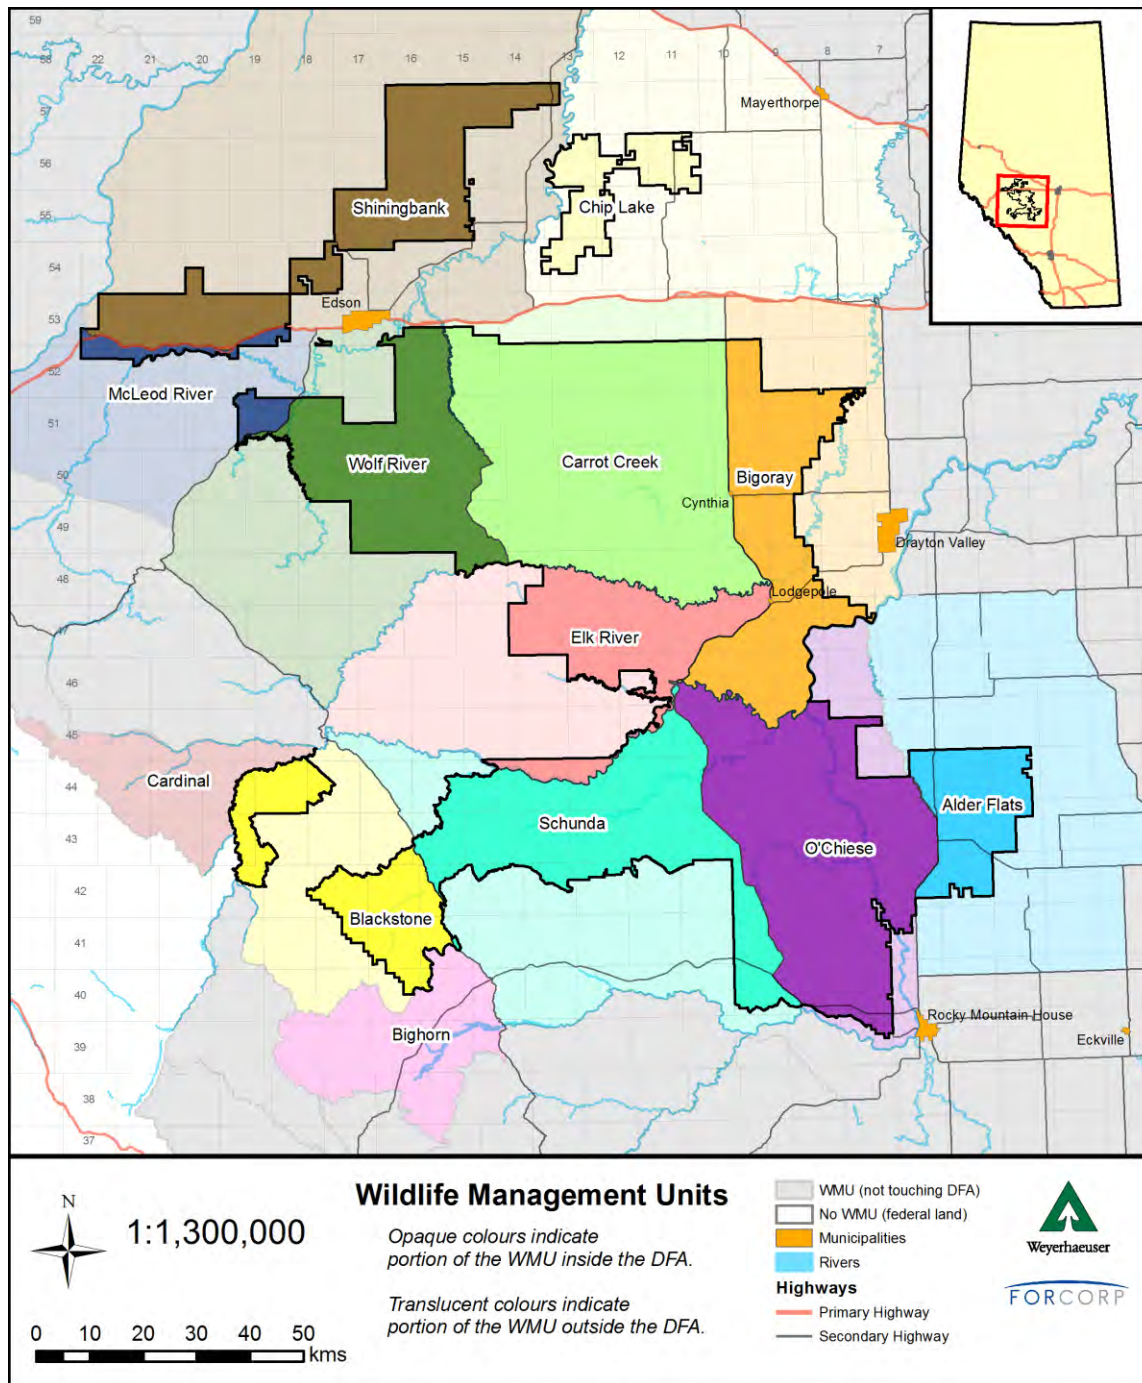 59
58
22
21
20
19
18
17
16
15
14
13
12
11
10
9
8
7
Mayerthorpe
57
56
55
54
53
52
51
50
49
48
47
46
45
44
43
42
41
40
39
38
37
Shiningbank
Chip Lake
Edson
McLeod River
Wolf River
Carrot Creek
Bigoray
Cynthia
Drayton Valley
Lodgepole
Elk River
Cardinal
Schunda
Alder Flats
O'Chiese
Blackstone
Bighorn
Rocky Mountain House
Eckville
N
1:1,300,000
0 10 20 30 40 50
kms
Wildlife Management Units
Opaque colours indicate
portion of the WMU inside the DFA.
Translucent colours indicate
portion of the WMU outside the DFA.
WMU (not touching DFA)
No WMU (federal land)
Municipalities
Rivers
Highways
Primary Highway
Secondary Highway
Weyerhaeuser
FORCORP